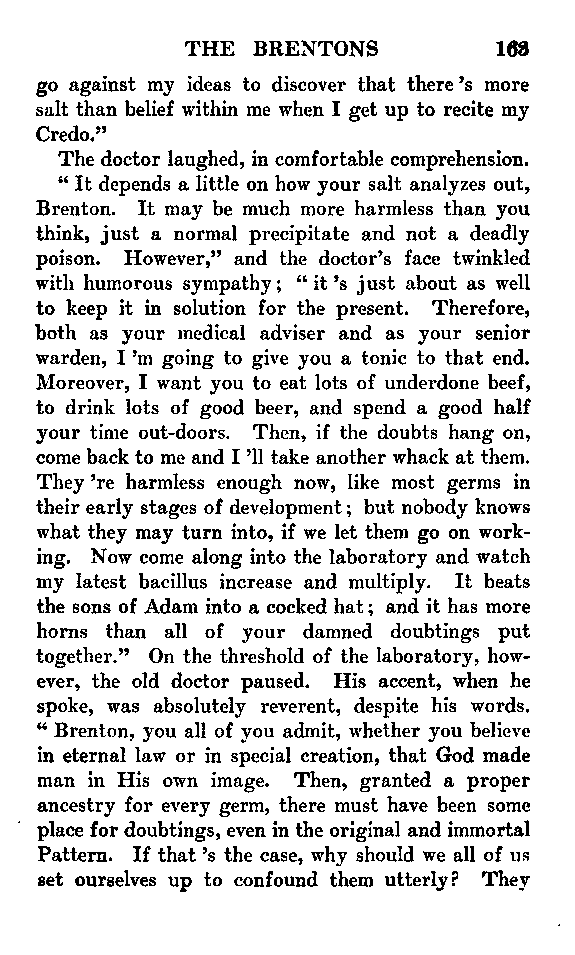 THE BRENTONS 163
go against my ideas to discover that there 's more
salt than belief within me when I get up to recite my
Credo."
The doctor laughed, in comfortable comprehension.
" It depends a little on how your salt analyzes out,
Brenton. It may be much more harmless than you
think, just a normal precipitate and not a deadly
poison. However," and the doctor's face twinkled
with humorous sympathy; " it 's just about as well
to keep it in solution for the present. Therefore,
both as your medical adviser and as your senior
warden, I 'm going to give you a tonic to that end.
Moreover, I want you to eat lots of underdone beef,
to drink lots of good beer, and spend a good half
your time out-doors. Then, if the doubts hang on,
come back to me and I 'll take another whack at them.
They 're harmless enough now, like most germs in
their early stages of development; but nobody knows
what they may turn into, if we let them go on work-
ing. Now come along into the laboratory and watch
my latest bacillus increase and multiply. It beats
the sons of Adam into a cocked hat; and it has more
horns than all of your damned doubtings put
together." On the threshold of the laboratory, how-
ever, the old doctor paused. His accent, when he
spoke, was absolutely reverent, despite his words.
" Brenton, you all of you admit, whether you believe
in eternal law or in special creation, that God made
man in His own image. Then, granted a proper
ancestry for every germ, there must have been some
place for doubtings, even in the original and immortal
Pattern. If that 's the case, why should we all of us
set ourselves up to confound them utterly? They